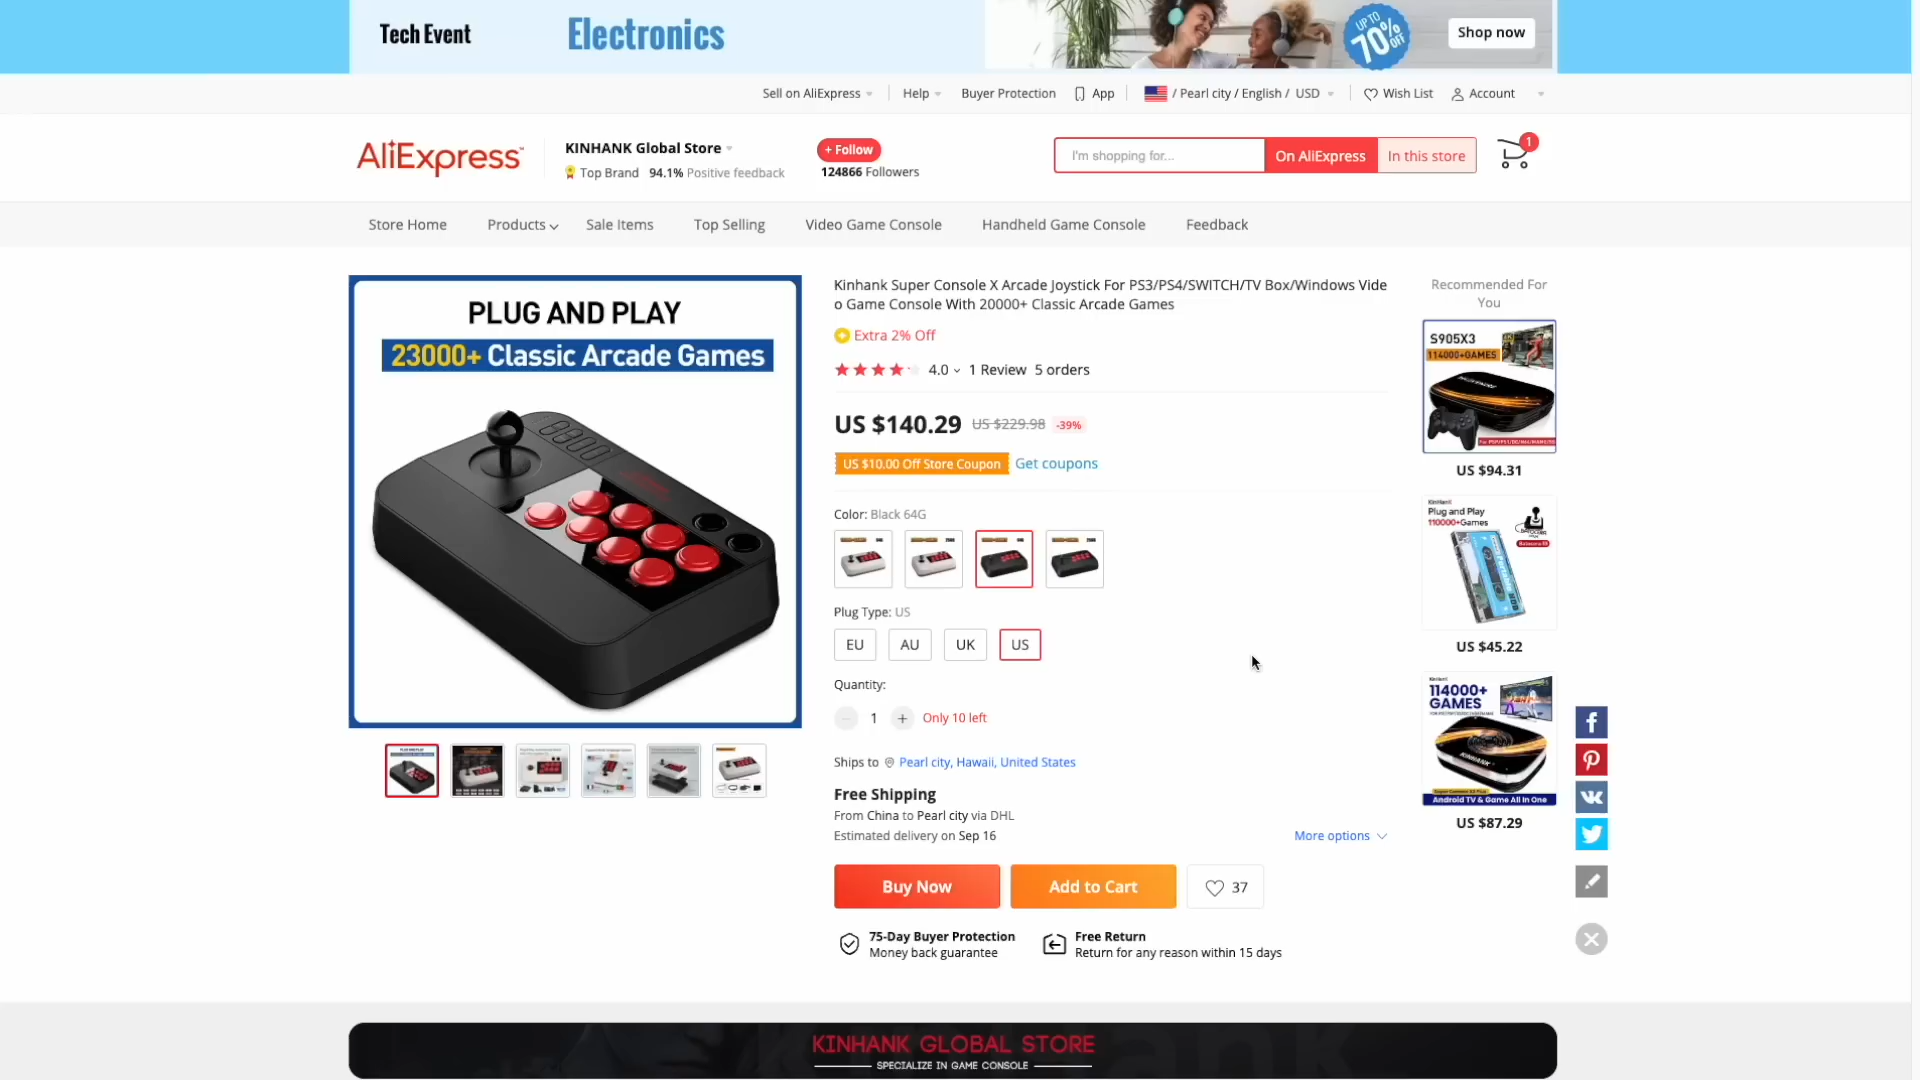 Tech Event
Electronics
UP TO
70%
OFF
Shop now
Sell on AliExpress
Help
Buyer Protection
App
/ Pearl city / English / USD
Wish List
Account
AliExpress
KINHANK Global Store
Top Brand 94.1% Positive feedback
+ Follow
124866 Followers
I'm shopping for...
On AliExpress
In this store
1
Store Home
Products
Sale Items
Top Selling
Video Game Console
Handheld Game Console
Feedback
PLUG AND PLAY
23000+ Classic Arcade Games
Kinhank Super Console X Arcade Joystick For PS3/PS4/SWITCH/TV Box/Windows Vide
o Game Console With 20000+ Classic Arcade Games
Extra 2% Off
4.0 1 Review 5 orders
US $140.29 US $229.98 -39%
US $10.00 Off Store Coupon Get coupons
Color: Black 64G
Plug Type: US
EU
AU
UK
US
Quantity:
1
Only 10 left
Ships to Pearl city, Hawaii, United States
Free Shipping
From China to Pearl city via DHL
Estimated delivery on Sep 16
More options
Buy Now
Add to Cart
37
75-Day Buyer Protection
Money back guarantee
Free Return
Return for any reason within 15 days
Recommended For
You
S905X3
114000+GAMES
US $94.31
KinHank
Plug and Play
110000+Games
US $45.22
KinHank
114000+
GAMES
KINHANK
Android TV & Game All In One
US $87.29
KINHANK GLOBAL STORE
SPECIALIZE IN GAME CONSOLE